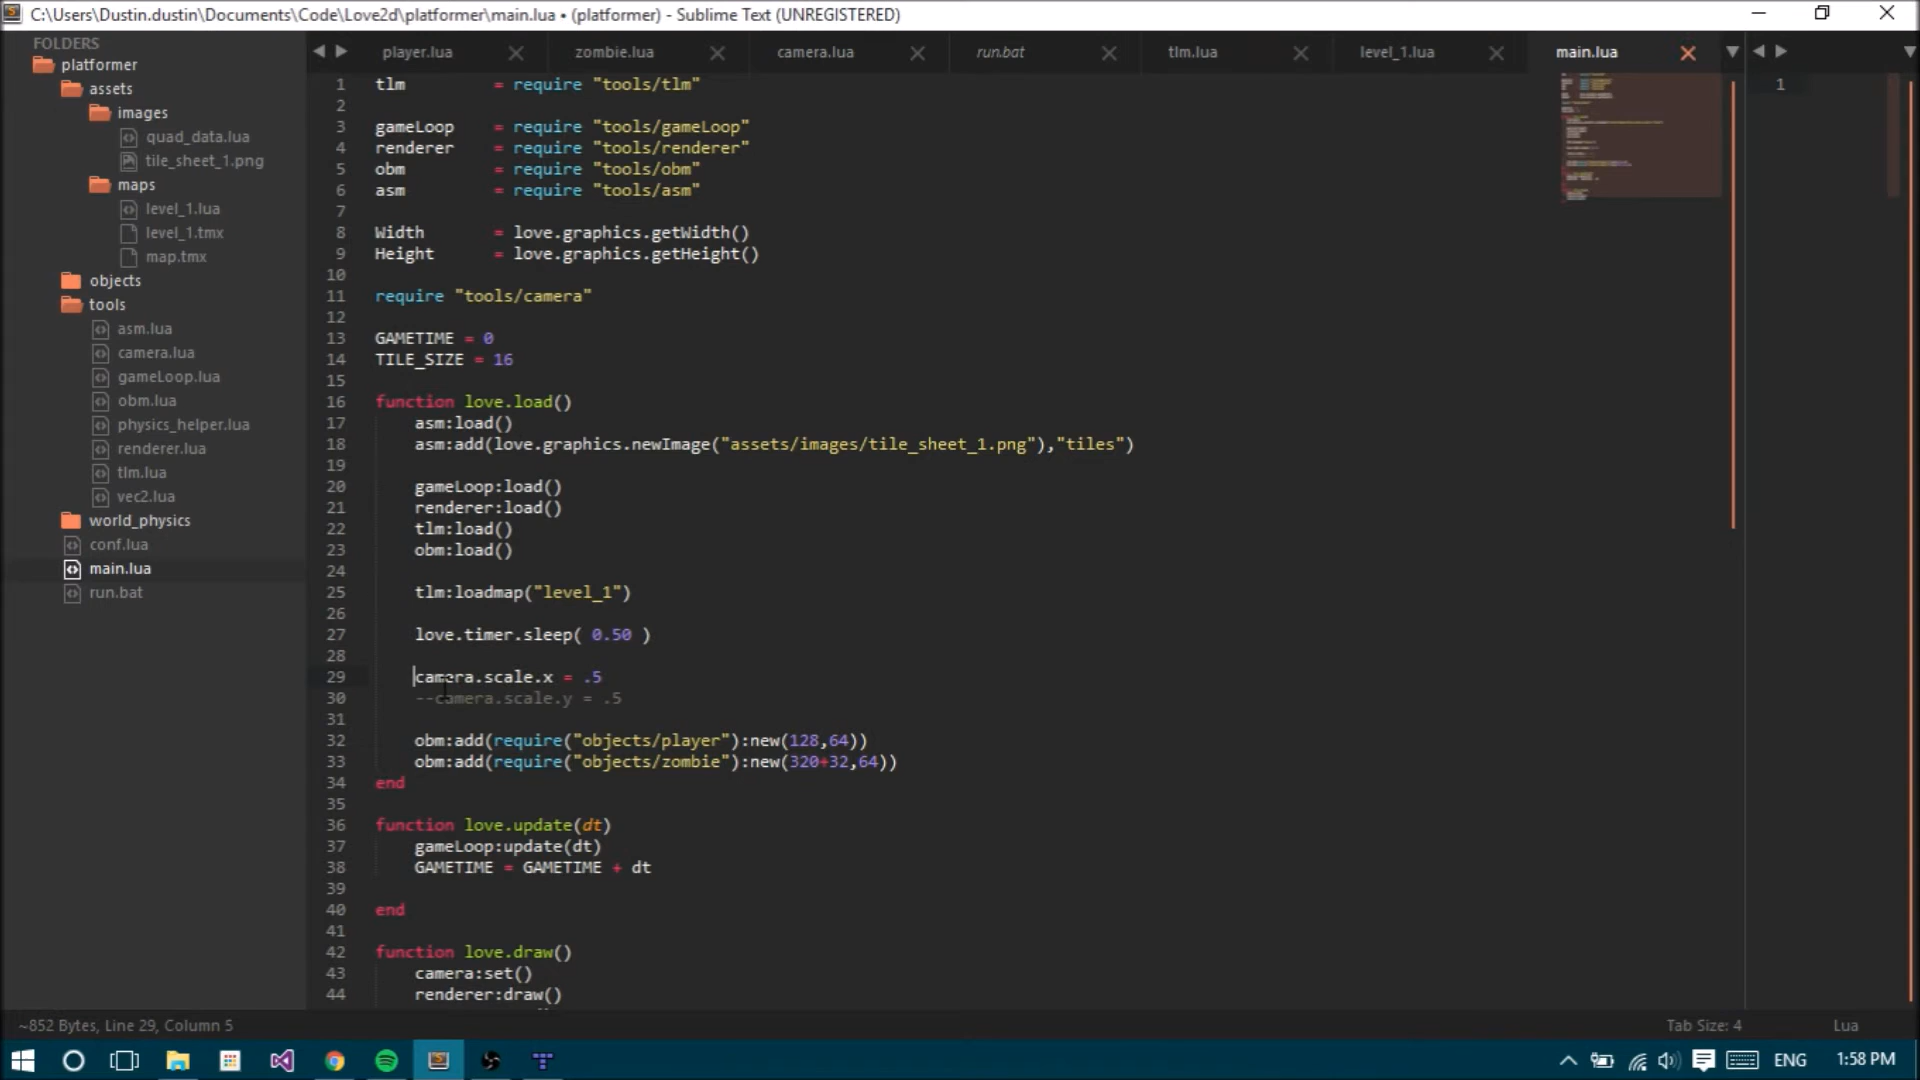 C:\Users\Dustin.dustin\Documents\Code\Love2d\platformer\main.lua • (platformer) - Sublime Text (UNREGISTERED)
FOLDERS
platformer
assets
images
quad_data.lua
tile_sheet_1.png
maps
level_1.lua
level_1.tmx
map.tmx
objects
tools
asm.lua
camera.lua
gameLoop.lua
obm.lua
physics_helper.lua
renderer.lua
tlm.lua
vec2.lua
world_physics
conf.lua
main.lua
run.bat
player.lua zombie.lua camera.lua run.bat tlm.lua level_1.lua main.lua
1 tlm = require "tools/tlm"
2
3 gameLoop = require "tools/gameLoop"
4 renderer = require "tools/renderer"
5 obm = require "tools/obm"
6 asm = require "tools/asm"
7
8 Width = love.graphics.getWidth()
9 Height = love.graphics.getHeight()
10
11 require "tools/camera"
12
13 GAMETIME = 0
14 TILE_SIZE = 16
15
16 function love.load()
17 asm:load()
18 asm:add(love.graphics.newImage("assets/images/tile_sheet_1.png"),"tiles")
19
20 gameLoop:load()
21 renderer:load()
22 tlm:load()
23 obm:load()
24
25 tlm:loadmap("level_1")
26
27 love.timer.sleep( 0.50 )
28
29 camera.scale.x = .5
30 --camera.scale.y = .5
31
32 obm:add(require("objects/player"):new(128,64))
33 obm:add(require("objects/zombie"):new(320+32,64))
34 end
35
36 function love.update(dt)
37 gameLoop:update(dt)
38 GAMETIME = GAMETIME + dt
39
40 end
41
42 function love.draw()
43 camera:set()
44 renderer:draw()
1
~852 Bytes, Line 29, Column 5
Tab Size: 4
Lua
ENG
1:58 PM